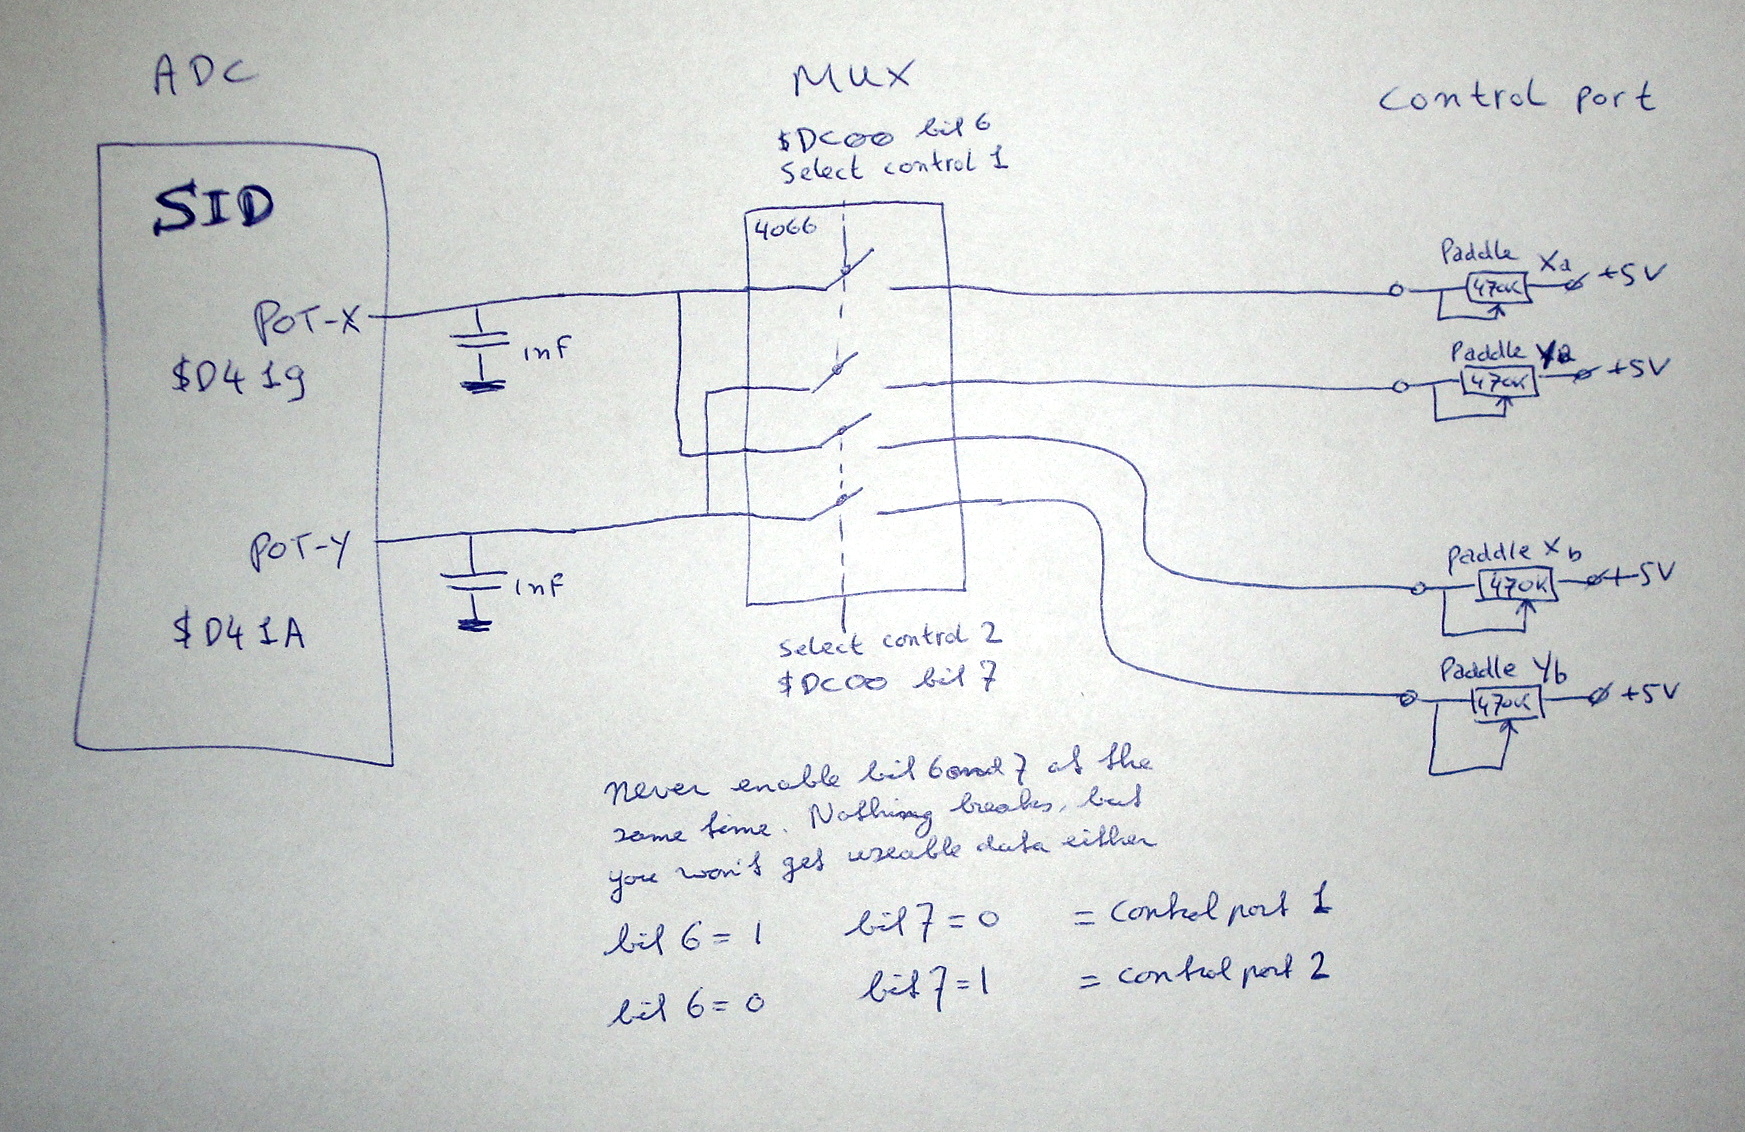 ADC
MUX
Control port
$DC00 bit 6
Select control 1
SID
4066
Paddle Xa
470K
+5V
POT-X
1nF
$D419
Paddle Ya
470K
+5V
POT-Y
1nF
$D41A
Paddle Xb
470K
+5V
Select control 2
$DC00 bit 7
Paddle Yb
470K
+5V
Never enable bit 6 and 7 at the
same time. Nothing breaks, but
you won't get useable data either
bit 6 = 1 bit 7 = 0 = Control port 1
bit 6 = 0 bit 7 = 1 = control port 2